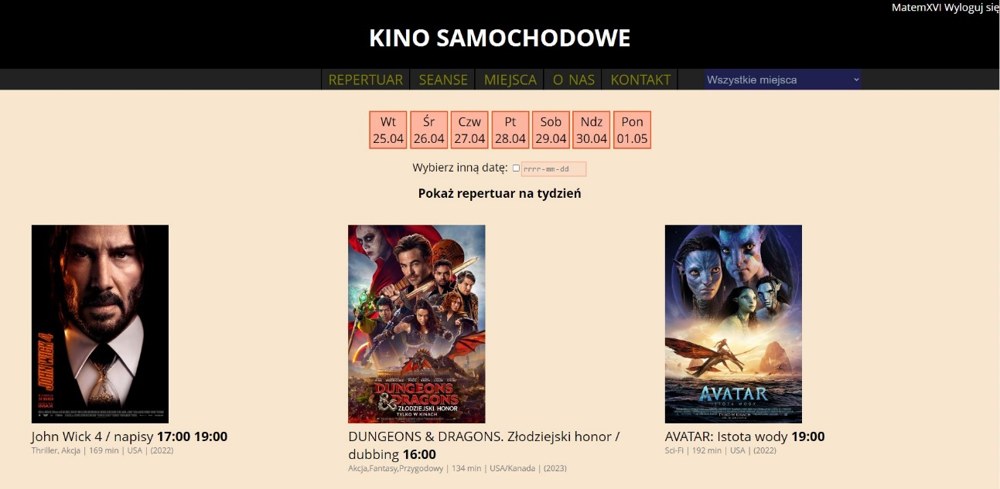 MatemXVI Wyloguj się
KINO SAMOCHODOWE
REPERTUAR SEANSE MIEJSCA O NAS KONTAKT Wszystkie miejsca
Wt Śr Czw Pt Sob Ndz Pon
25.04 26.04 27.04 28.04 29.04 30.04 01.05
Wybierz inną datę: rrrr-mm-dd
Pokaż repertuar na tydzień
JOHN WICK 4
IMAX
DUNGEONS
& DRAGONS
ZŁODZIEJSKI HONOR
TYLKO W KINACH
AVATAR
ISTOTA WODY
TYLKO W KINACH
John Wick 4 / napisy 17:00 19:00
Thriller, Akcja | 169 min | USA | (2022)
DUNGEONS & DRAGONS. Złodziejski honor /
dubbing 16:00
Akcja,Fantasy,Przygodowy | 134 min | USA/Kanada | (2023)
AVATAR: Istota wody 19:00
Sci-Fi | 192 min | USA | (2022)